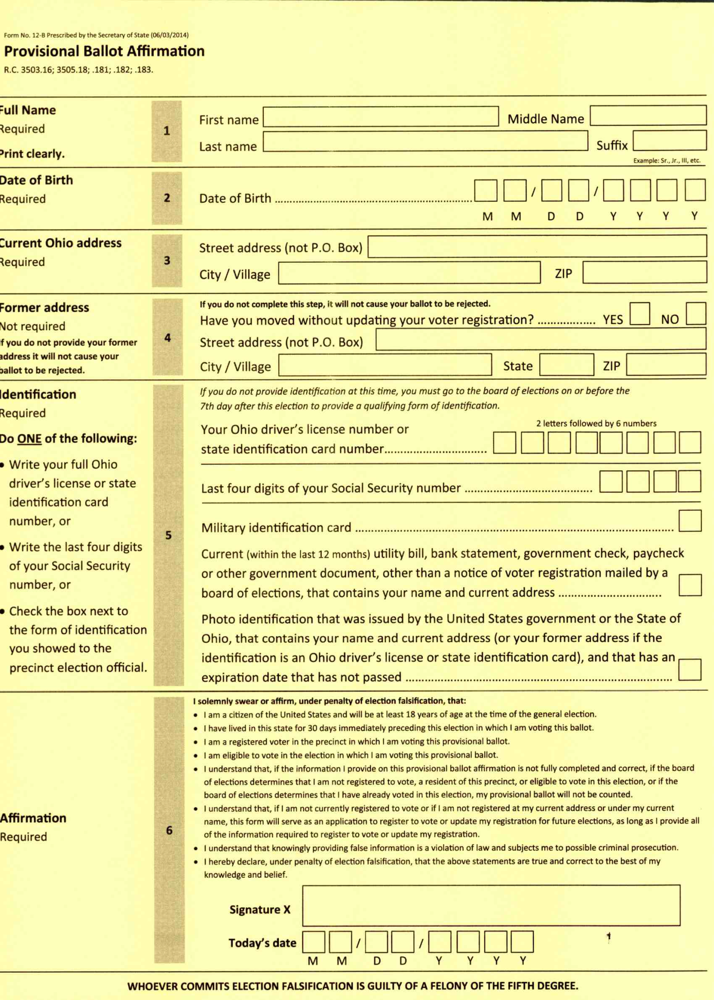 Form No. 12-B Prescribed by the Secretary of State (06/03/2014)
Provisional Ballot Affirmation
R.C. 3503.16; 3505.18; .181; .182; .183.
Full Name
Required
Print clearly.
1
First name
Middle Name
Last name
Suffix
Example: Sr., Jr., III, etc.
Date of Birth
Required
2
Date of Birth ........................................................................ / /
M M D D Y Y Y Y
Current Ohio address
Required
3
Street address (not P.O. Box)
City / Village
ZIP
Former address
Not required
If you do not provide your former
address it will not cause your
ballot to be rejected.
4
If you do not complete this step, it will not cause your ballot to be rejected.
Have you moved without updating your voter registration? .................. YES NO
Street address (not P.O. Box)
City / Village
State
ZIP
Identification
Required
Do ONE of the following:
• Write your full Ohio
driver's license or state
identification card
number, or
• Write the last four digits
of your Social Security
number, or
• Check the box next to
the form of identification
you showed to the
precinct election official.
5
If you do not provide identification at this time, you must go to the board of elections on or before the
7th day after this election to provide a qualifying form of identification.
2 letters followed by 6 numbers
Your Ohio driver's license number or
state identification card number................................
Last four digits of your Social Security number .......................................
Military identification card ..................................................................................................
Current (within the last 12 months) utility bill, bank statement, government check, paycheck
or other government document, other than a notice of voter registration mailed by a
board of elections, that contains your name and current address ................................
Photo identification that was issued by the United States government or the State of
Ohio, that contains your name and current address (or your former address if the
identification is an Ohio driver's license or state identification card), and that has an
expiration date that has not passed ..................................................................................
Affirmation
Required
6
I solemnly swear or affirm, under penalty of election falsification, that:
• I am a citizen of the United States and will be at least 18 years of age at the time of the general election.
• I have lived in this state for 30 days immediately preceding this election in which I am voting this ballot.
• I am a registered voter in the precinct in which I am voting this provisional ballot.
• I am eligible to vote in the election in which I am voting this provisional ballot.
• I understand that, if the information I provide on this provisional ballot affirmation is not fully completed and correct, if the board
of elections determines that I am not registered to vote, a resident of this precinct, or eligible to vote in this election, or if the
board of elections determines that I have already voted in this election, my provisional ballot will not be counted.
• I understand that, if I am not currently registered to vote or if I am not registered at my current address or under my current
name, this form will serve as an application to register to vote or update my registration for future elections, as long as I provide all
of the information required to register to vote or update my registration.
• I understand that knowingly providing false information is a violation of law and subjects me to possible criminal prosecution.
• I hereby declare, under penalty of election falsification, that the above statements are true and correct to the best of my
knowledge and belief.
Signature X
Today's date / /
M M D D Y Y Y Y
WHOEVER COMMITS ELECTION FALSIFICATION IS GUILTY OF A FELONY OF THE FIFTH DEGREE.